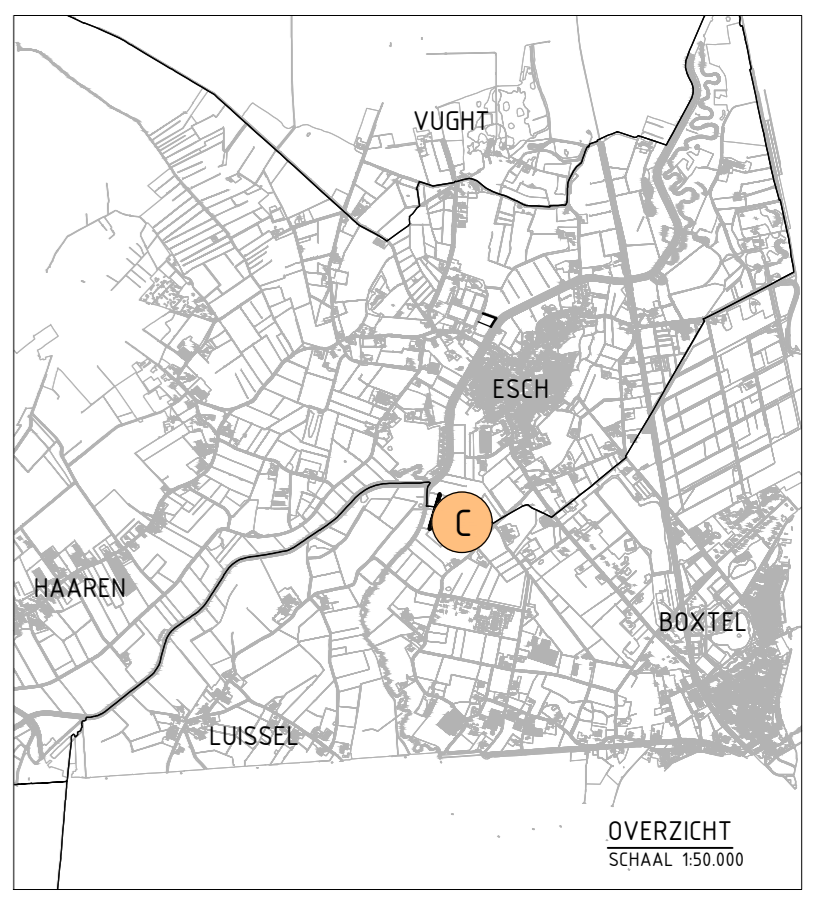 VUGHT
ESCH
C
HAAREN
BOXTEL
LUISSEL
OVERZICHT
SCHAAL 1:50.000